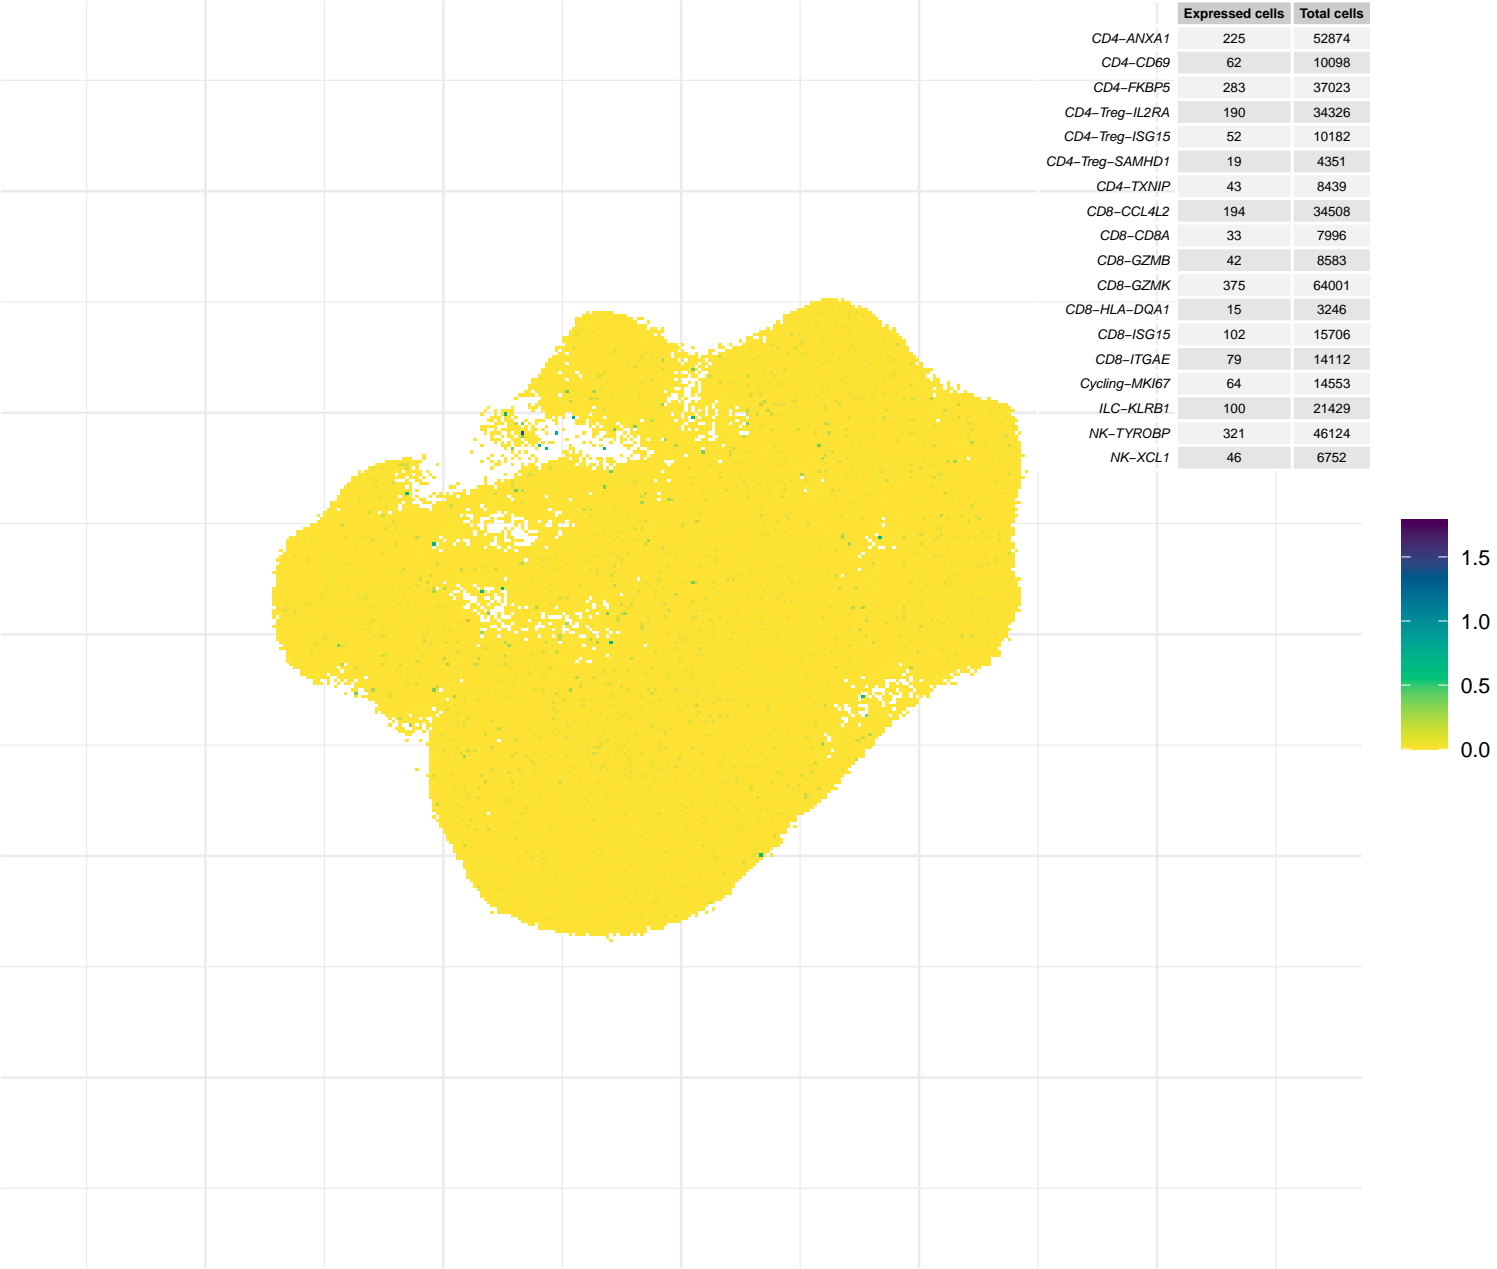 Expressed cells Total cells
CD4−ANXA1 225 52874
CD4−CD69 62 10098
CD4−FKBP5 283 37023
CD4−Treg−IL2RA 190 34326
CD4−Treg−ISG15 52 10182
CD4−Treg−SAMHD1 19 4351
CD4−TXNIP 43 8439
CD8−CCL4L2 194 34508
CD8−CD8A 33 7996
CD8−GZMB 42 8583
CD8−GZMK 375 64001
CD8−HLA−DQA1 15 3246
CD8−ISG15 102 15706
CD8−ITGAE 79 14112
Cycling−MKI67 64 14553
ILC−KLRB1 100 21429
NK−TYROBP 321 46124
NK−XCL1 46 6752
1.5
1.0
0.5
0.0